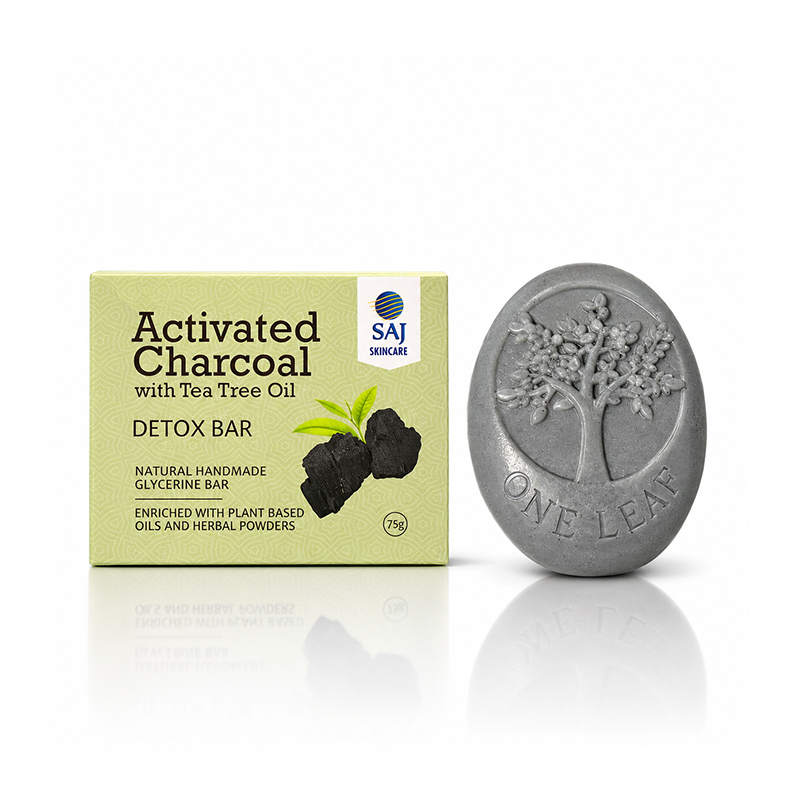 Activated
Charcoal
with Tea Tree Oil
DETOX BAR
NATURAL HANDMADE
GLYCERINE BAR
ENRICHED WITH PLANT BASED
OILS AND HERBAL POWDERS
75g
SAJ
SKINCARE
ONE LEAF